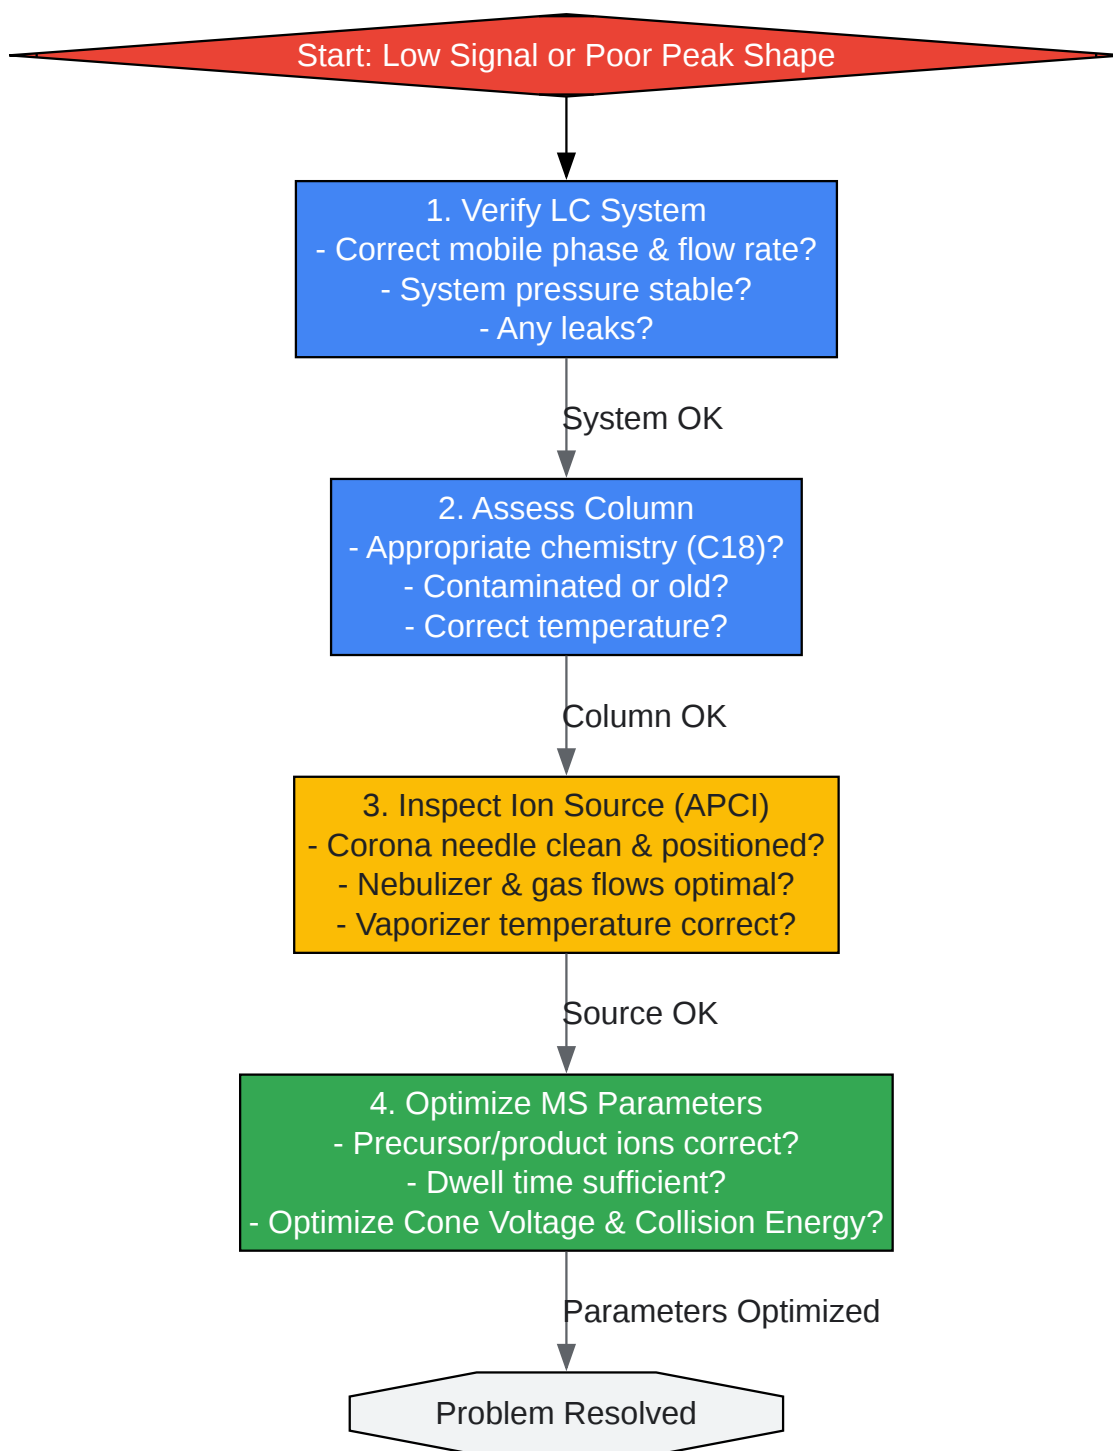 Start: Low Signal or Poor Peak Shape
1. Verify LC System
- Correct mobile phase & flow rate?
- System pressure stable?
- Any leaks?
System OK
2. Assess Column
- Appropriate chemistry (C18)?
- Contaminated or old?
- Correct temperature?
Column OK
3. Inspect Ion Source (APCI)
- Corona needle clean & positioned?
- Nebulizer & gas flows optimal?
- Vaporizer temperature correct?
Source OK
4. Optimize MS Parameters
- Precursor/product ions correct?
- Dwell time sufficient?
- Optimize Cone Voltage & Collision Energy?
Parameters Optimized
Problem Resolved